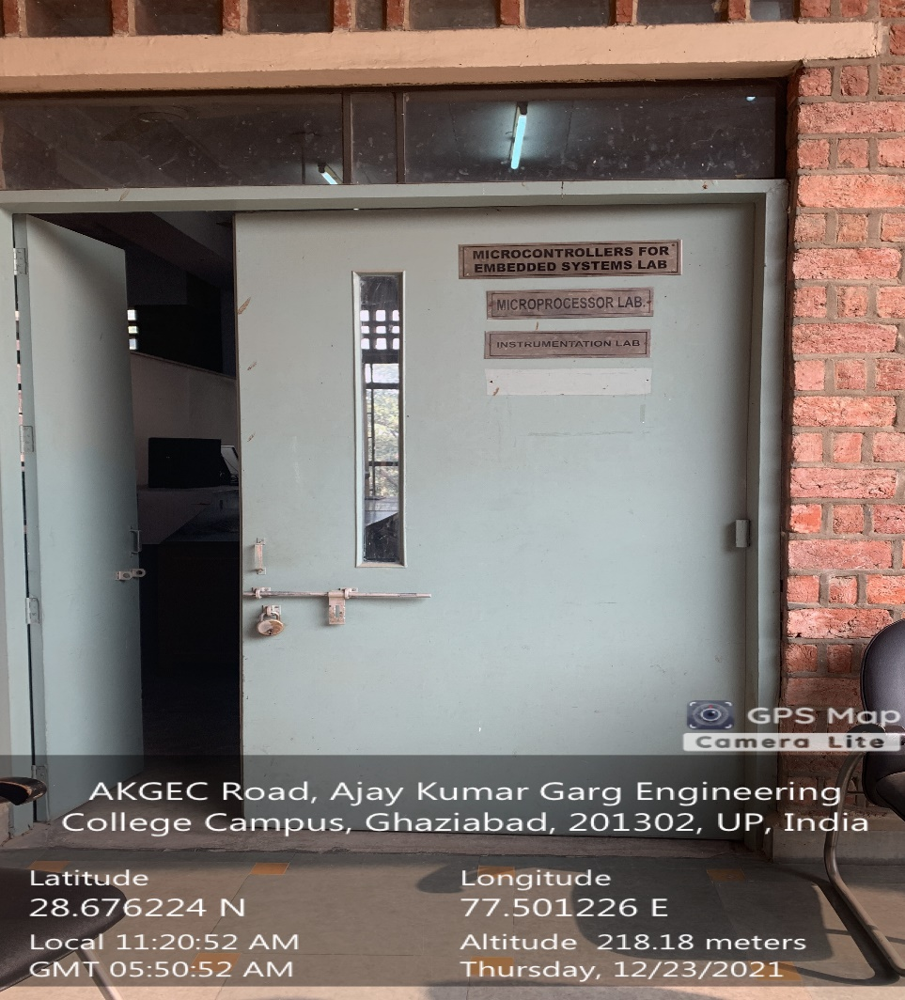 MICROCONTROLLERS FOR
EMBEDDED SYSTEMS LAB
MICROPROCESSOR LAB.
INSTRUMENTATION LAB
GPS Map
Camera Lite
AKGEC Road, Ajay Kumar Garg Engineering
College Campus, Ghaziabad, 201302, UP, India
Latitude
28.676224 N
Longitude
77.501226 E
Local 11:20:52 AM
GMT 05:50:52 AM
Altitude 218.18 meters
Thursday, 12/23/2021